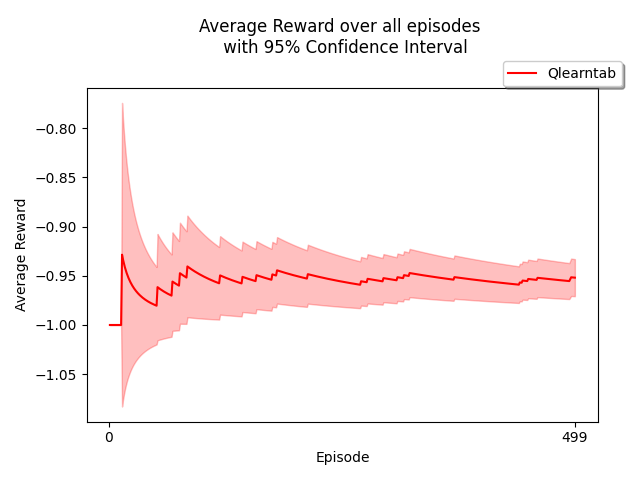 Average Reward over all episodes
with 95% Confidence Interval
Qlearntab
−0.80
−0.85
−0.90
−0.95
−1.00
−1.05
Average Reward
0
499
Episode